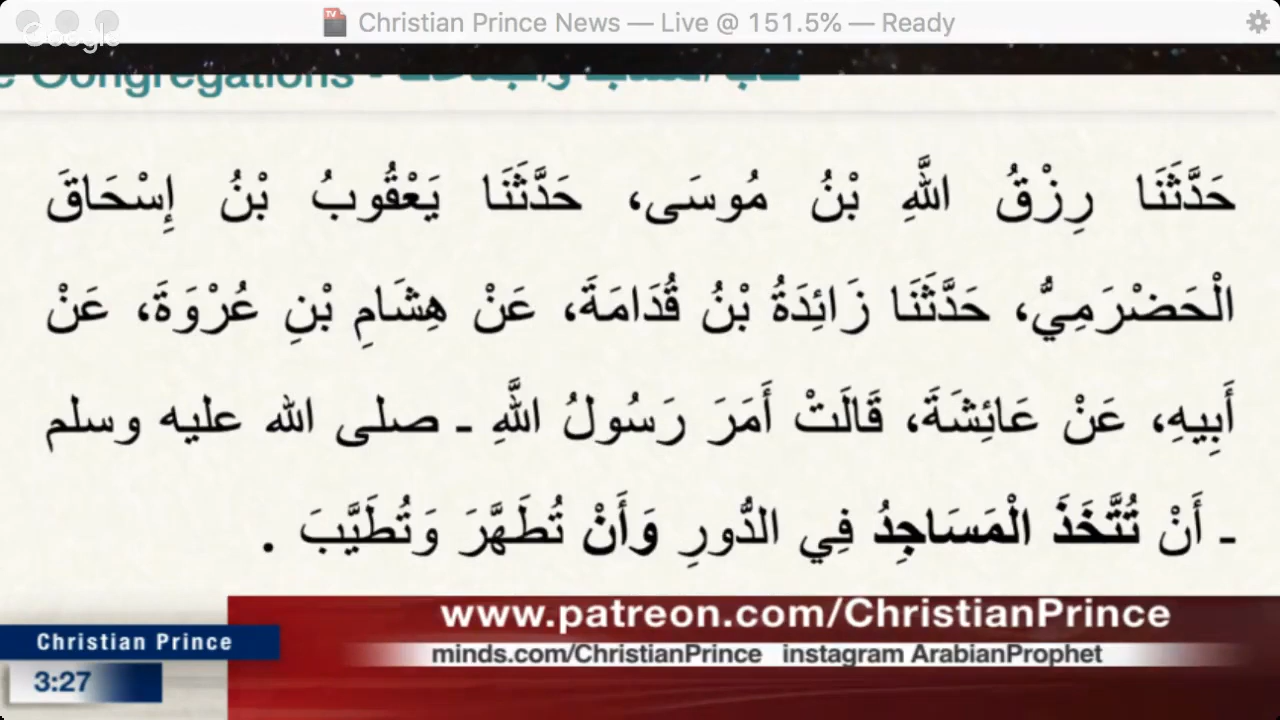 Christian Prince News — Live @ 151.5% — Ready
Google
Congregations -
حَدَّثَنَا رِزْقُ اللَّهِ بْنُ مُوسَى، حَدَّثَنَا يَعْقُوبُ بْنُ إِسْحَاقَ
الْحَضْرَمِيُّ، حَدَّثَنَا زَائِدَةُ بْنُ قُدَامَةَ، عَنْ هِشَامِ بْنِ عُرْوَةَ، عَنْ
أَبِيهِ، عَنْ عَائِشَةَ، قَالَتْ أَمَرَ رَسُولُ اللَّهِ ـ صلى الله عليه وسلم
ـ أَنْ تُتَّخَذَ الْمَسَاجِدُ فِي الدُّورِ وَأَنْ تُطَهَّرَ وَتُطَيَّبَ .
www.patreon.com/ChristianPrince
Christian Prince
minds.com/ChristianPrince instagram ArabianProphet
3:27